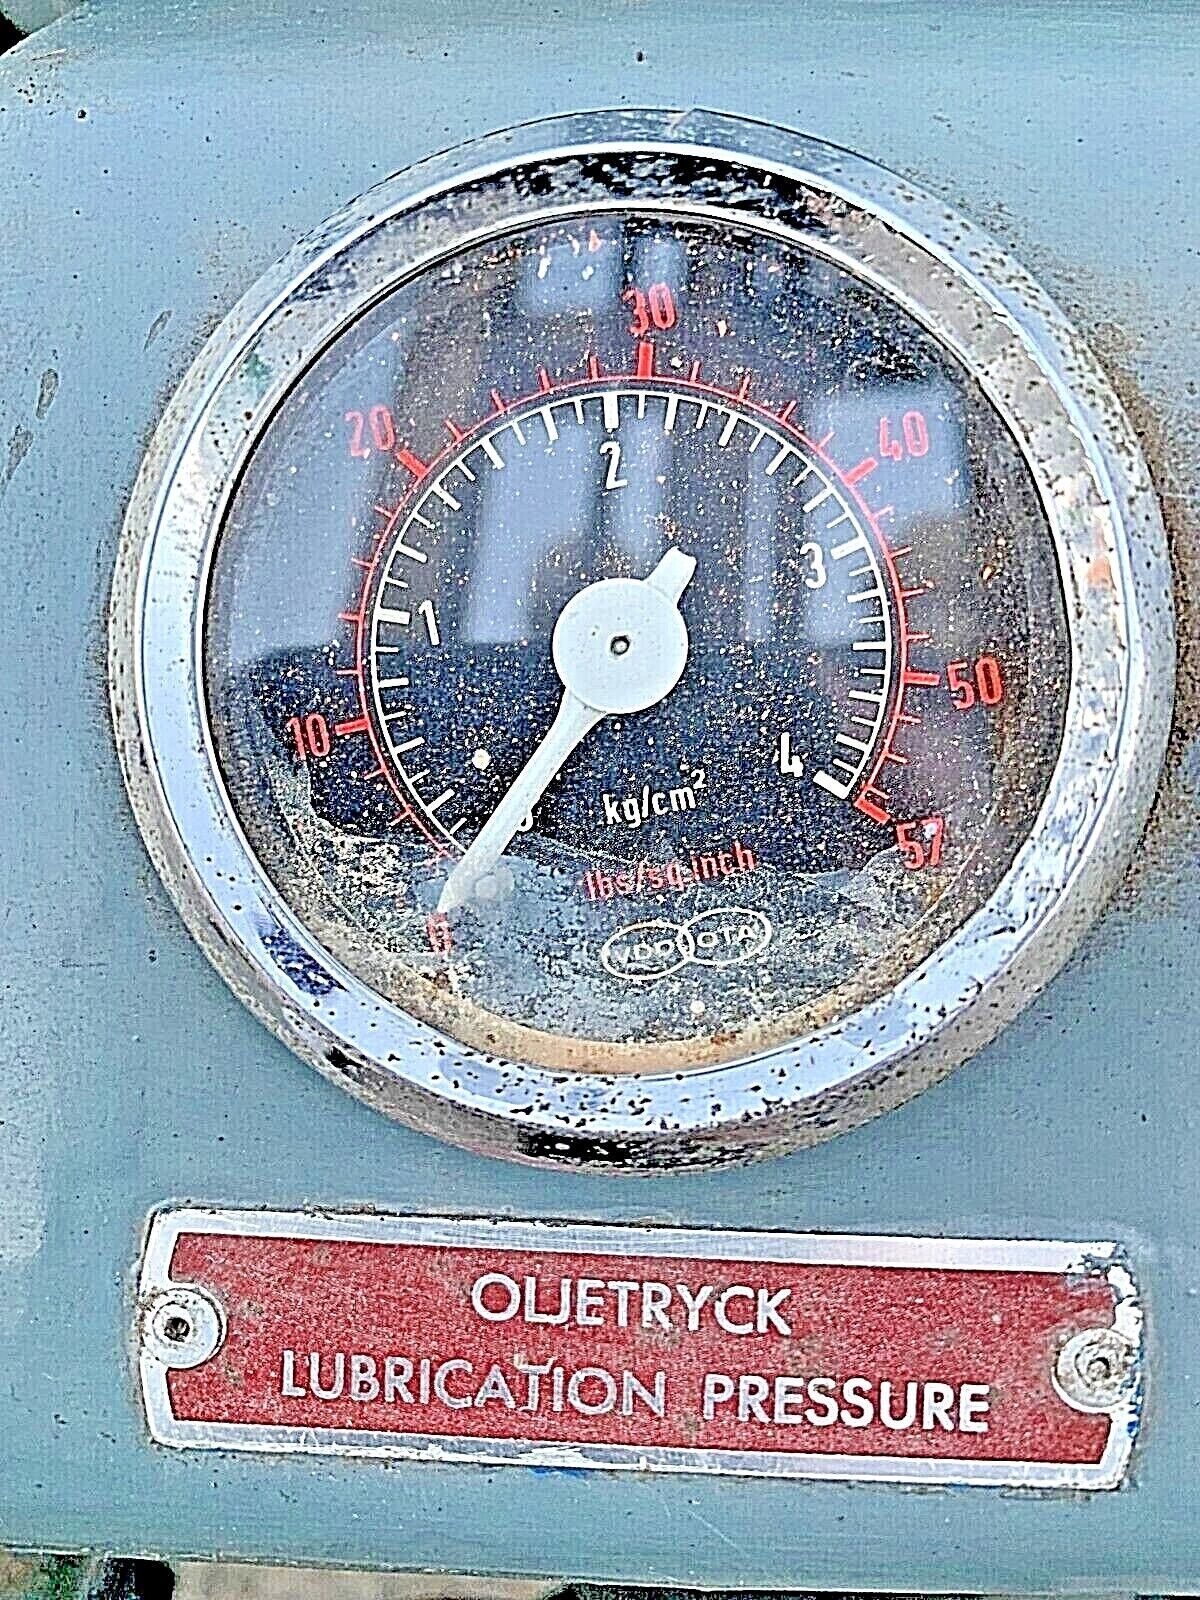 30
20
40
2
3
1
50
10
4
kg/cm²
57
lbs/sq.inch
0
VDO OTA
OLJETRYCK
LUBRICATION PRESSURE